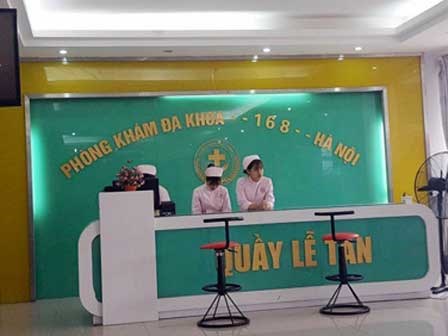 PHÒNG KHÁM ĐA KHOA - - 168 - - HÀ NỘI
QUẦY LỄ TÂN